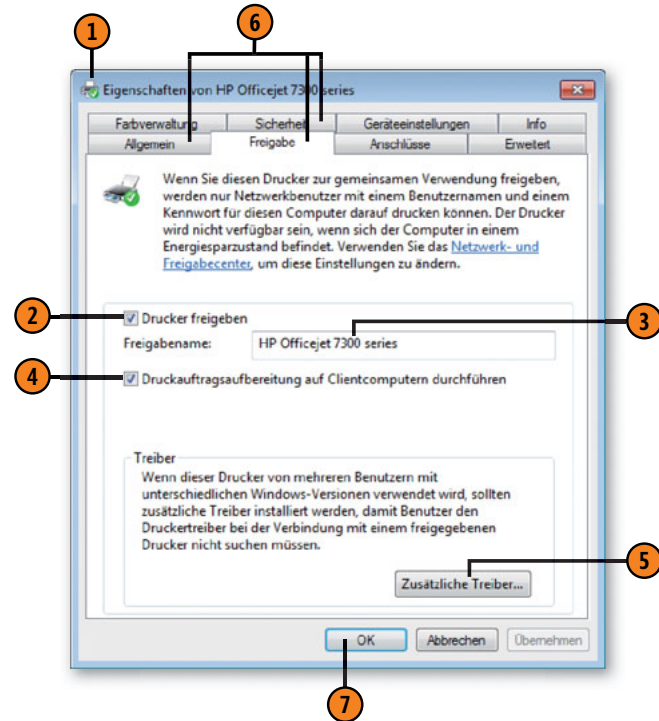 1
6
Eigenschaften von HP Officejet 7300 series
Farbverwaltung Sicherheit Geräteeinstellungen Info
Allgemein Freigabe Anschlüsse Erweitert
Wenn Sie diesen Drucker zur gemeinsamen Verwendung freigeben,
werden nur Netzwerkbenutzer mit einem Benutzernamen und einem
Kennwort für diesen Computer darauf drucken können. Der Drucker
wird nicht verfügbar sein, wenn sich der Computer in einem
Energiesparzustand befindet. Verwenden Sie das Netzwerk- und
Freigabecenter, um diese Einstellungen zu ändern.
2
Drucker freigeben
3
Freigabename: HP Officejet 7300 series
4
Druckauftragsaufbereitung auf Clientcomputern durchführen
Treiber
Wenn dieser Drucker von mehreren Benutzern mit
unterschiedlichen Windows-Versionen verwendet wird, sollten
zusätzliche Treiber installiert werden, damit Benutzer den
Druckertreiber bei der Verbindung mit einem freigegebenen
Drucker nicht suchen müssen.
5
Zusätzliche Treiber...
OK Abbrechen Übernehmen
7